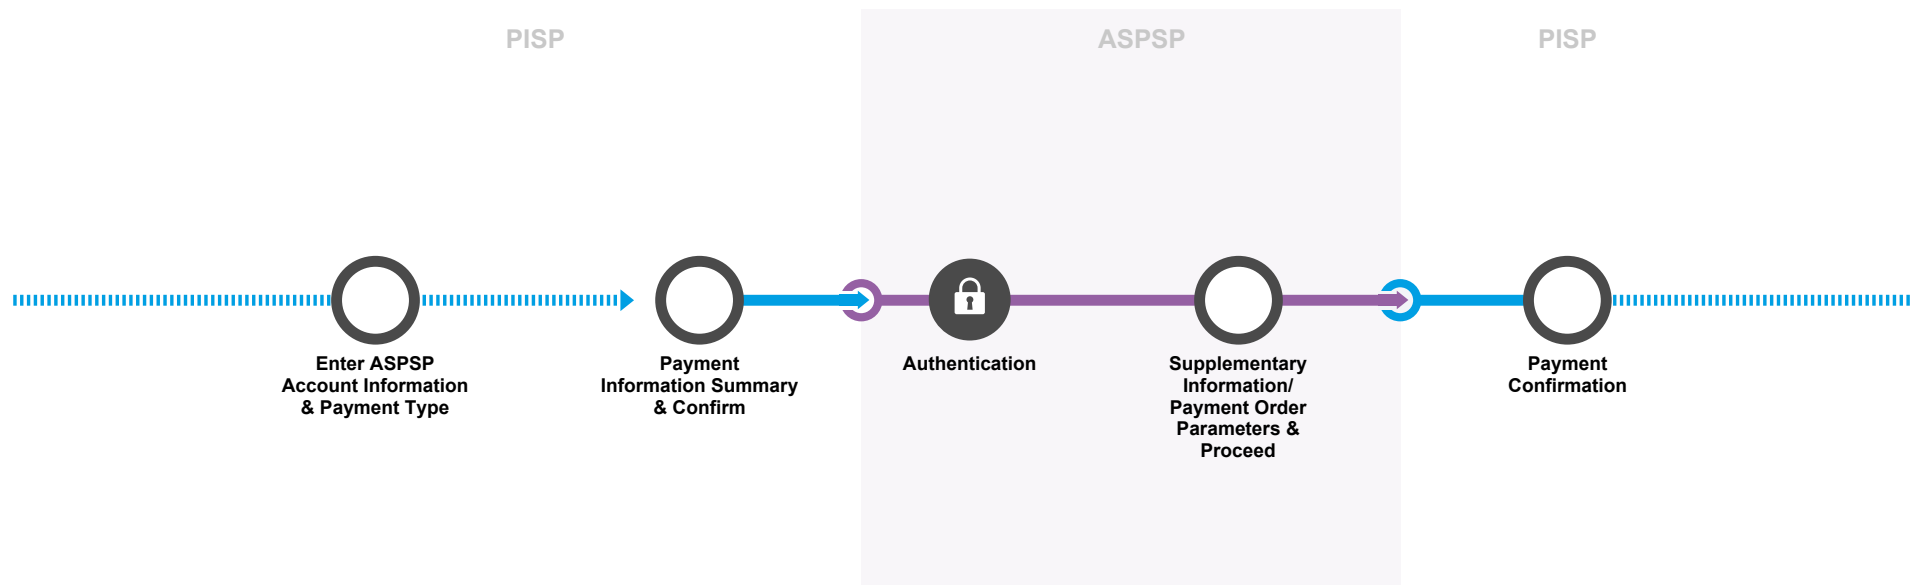 PISP
ASPSP
PISP
Enter ASPSP
Account Information
& Payment Type
Payment
Information Summary
& Confirm
Authentication
Supplementary
Information/
Payment Order
Parameters &
Proceed
Payment
Confirmation